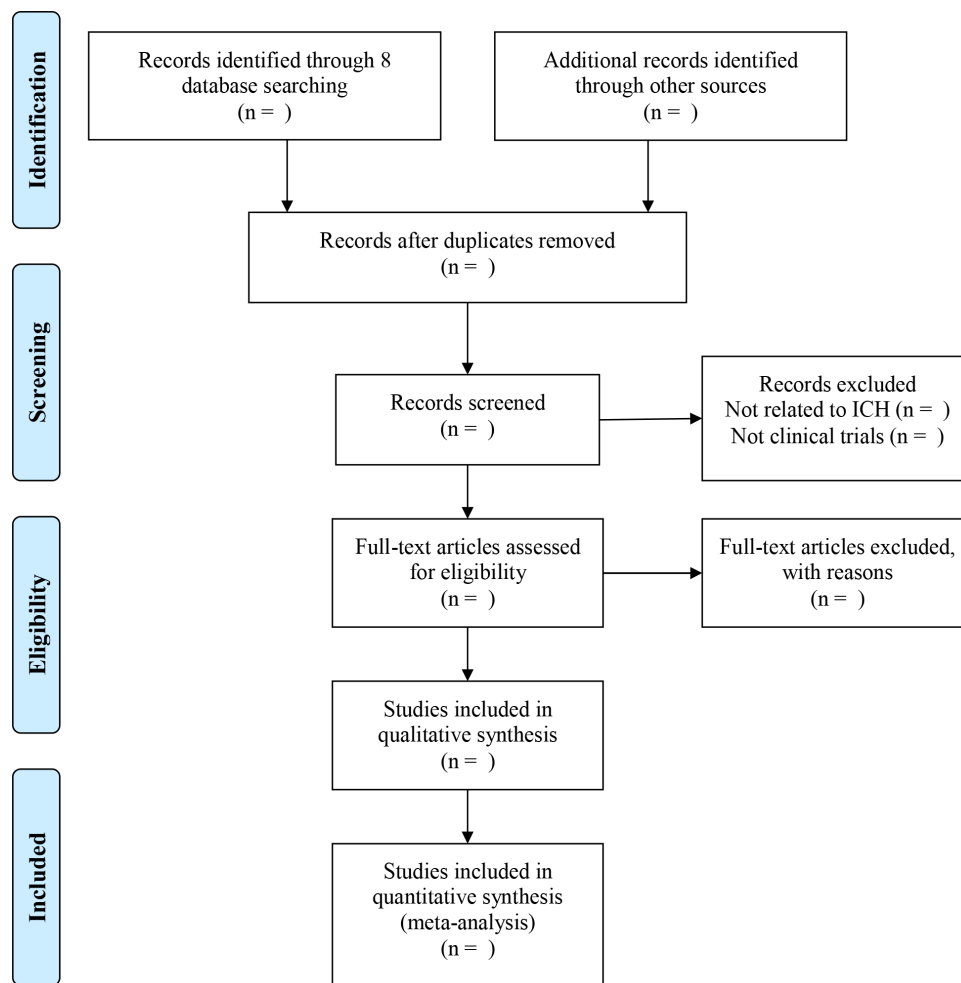 Identification
Records identified through 8
database searching
(n =  )
Additional records identified
through other sources
(n =  )
Records after duplicates removed
(n =  )
Screening
Records screened
(n =  )
Records excluded
Not related to ICH (n =  )
Not clinical trials (n =  )
Eligibility
Full-text articles assessed
for eligibility
(n =  )
Full-text articles excluded,
with reasons
(n =  )
Studies included in
qualitative synthesis
(n =  )
Included
Studies included in
quantitative synthesis
(meta-analysis)
(n =  )